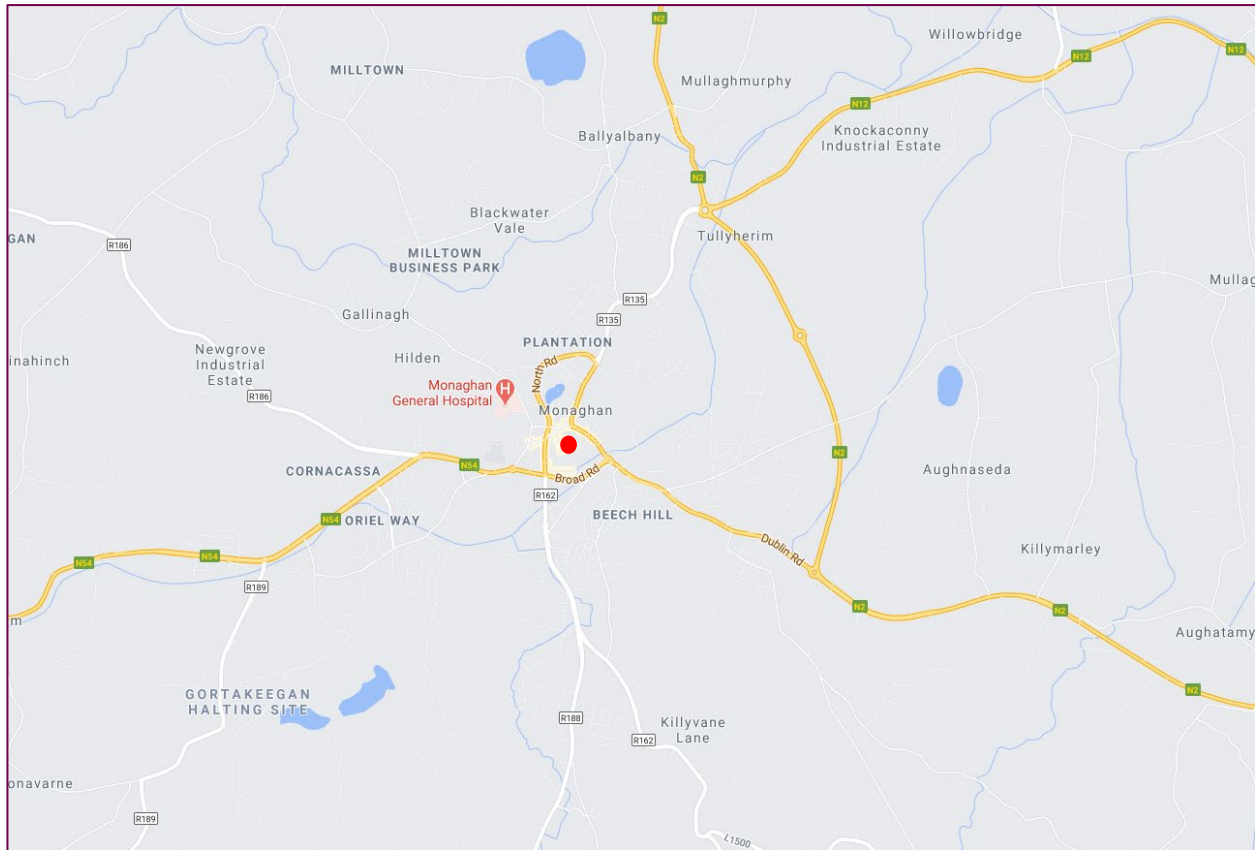 N2
Willowbridge
N12
N12
MILLTOWN
Mullaghmurphy
N12
Ballyalbany
Knockaconny
Industrial Estate
N2
Blackwater
Vale
GAN
R186
Tullyherim
MILLTOWN
BUSINESS PARK
Mullag
R135
Gallinagh
R135
PLANTATION
inahinch
Newgrove
Industrial
Estate
Hilden
North Rd
Monaghan
General Hospital
H
R186
Monaghan
N2
CORNACASSA
N54
Broad Rd
Aughnaseda
R162
N54
ORIEL WAY
BEECH HILL
Dublin Rd
Killymarley
N54
N54
R189
N2
N2
m
Aughatamy
GORTAKEEGAN
HALTING SITE
N2
R188
Killyvane
Lane
R162
onavarne
R189
L1500